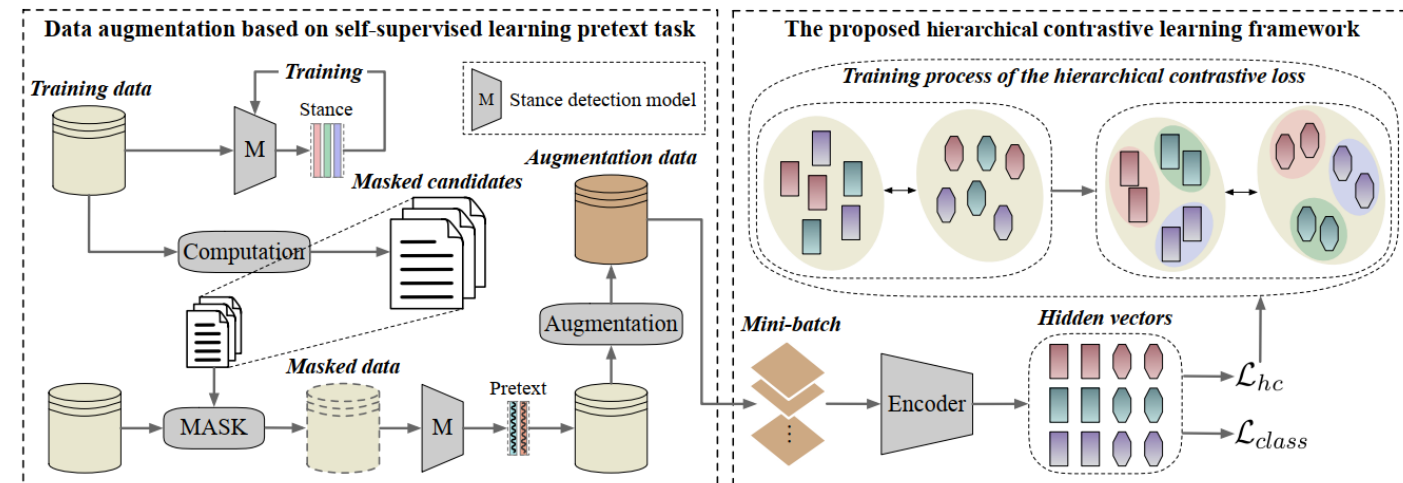 Data augmentation based on self-supervised learning pretext task
Training
Training data
M
Stance detection model
Stance
M
Augmentation data
Masked candidates
Computation
Augmentation
Masked data
Pretext
MASK
M
The proposed hierarchical contrastive learning framework
Training process of the hierarchical contrastive loss
Mini-batch
Hidden vectors
Encoder
⋮
ℒhc
ℒclass